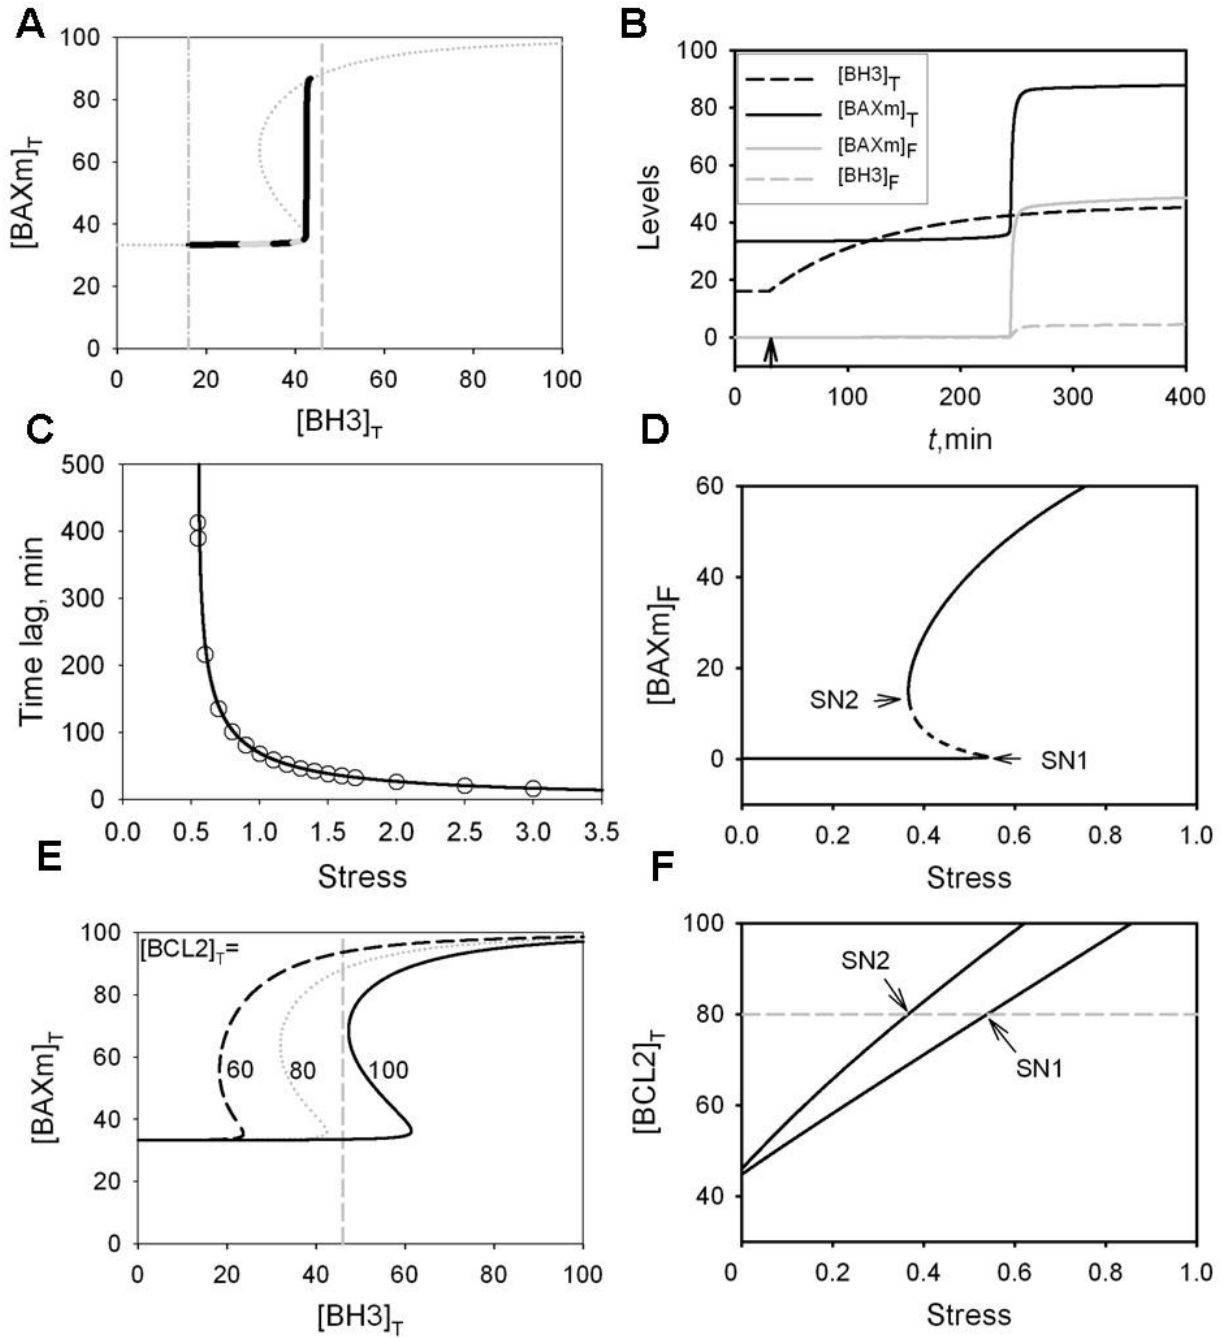 A
100
80
60
40
20
0
[BAXm]T
0 20 40 60 80 100
[BH3]T
B
100
80
60
40
20
0
Levels
[BH3]T
[BAXm]T
[BAXm]F
[BH3]F
0 100 200 300 400
t,min
C
500
400
300
200
100
0
Time lag, min
0.0 0.5 1.0 1.5 2.0 2.5 3.0 3.5
Stress
D
60
40
20
0
[BAXm]F
SN2
SN1
0.0 0.2 0.4 0.6 0.8 1.0
Stress
E
100
80
60
40
20
0
[BAXm]T
[BCL2]T=
60 80 100
0 20 40 60 80 100
[BH3]T
F
100
80
60
40
[BCL2]T
SN2
SN1
0 0.2 0.4 0.6 0.8 1.0
Stress